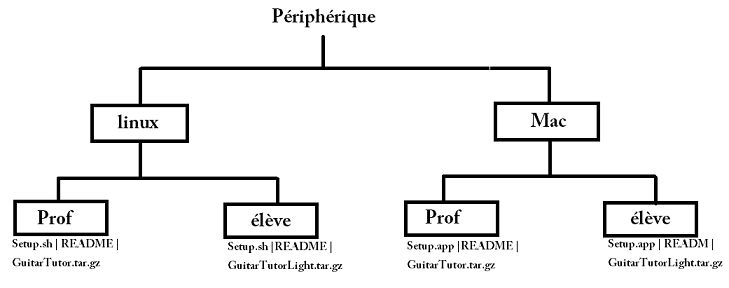 Périphérique
linux
Mac
Prof
élève
Prof
élève
Setup.sh | README |
GuitarTutor.tar.gz
Setup.sh |README |
GuitarTutorLight.tar.gz
Setup.app |README |
GuitarTutor.tar.gz
Setup.app | READM |
GuitarTutorLight.tar.gz